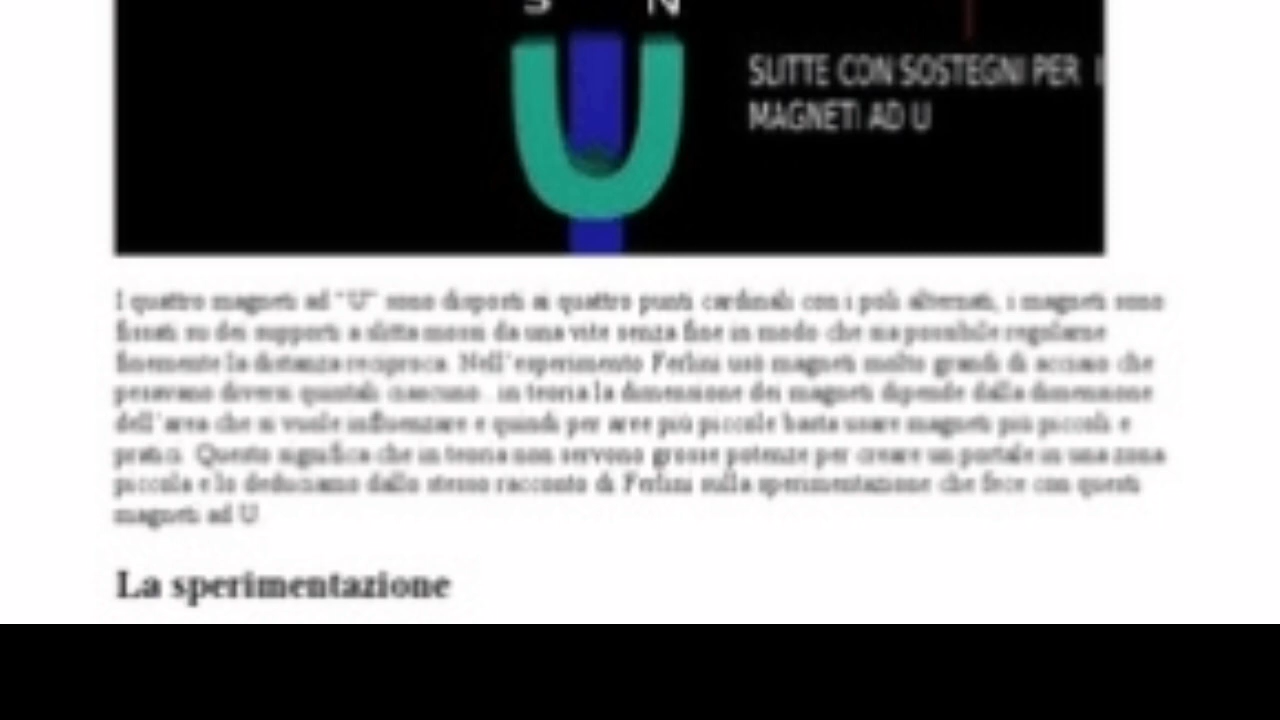 S N
SLITTE CON SOSTEGNI PER I
MAGNETI AD U
I quattro magneti ad "U" sono disposti ai quattro punti cardinali con i poli alternati, i magneti sono
fissati su dei supporti a slitta mossi da una vite senza fine in modo che sia possibile regolarne
finemente la distanza reciproca. Nell'esperimento Ferlini usò magneti molto grandi di acciaio che
pesavano diversi quintali ciascuno.. in teoria la dimensione dei magneti dipende dalla dimensione
dell'area che si vuole influenzare e quindi per aree più piccole basta usare magneti più piccoli e
pratici. Questo significa che in teoria non servono grosse potenze per creare un portale in una zona
piccola e lo deduciamo dallo stesso racconto di Ferlini sulla sperimentazione che fece con questi
magneti ad U
La sperimentazione